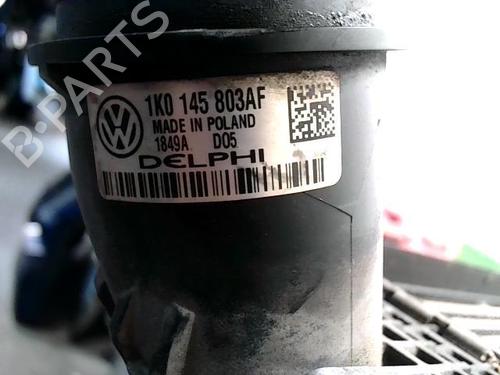 B-PARTS
1K0 145 803AF
MADE IN POLAND
1849A D05
DELPHI